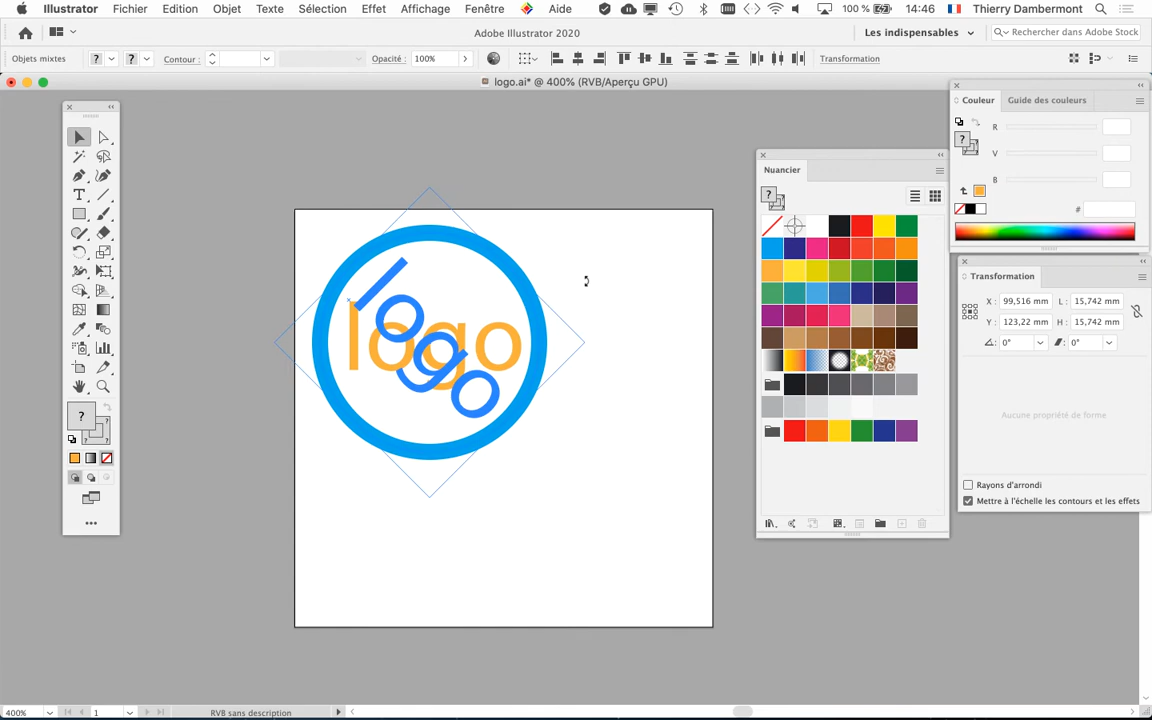 Illustrator Fichier Edition Objet Texte Sélection Effet Affichage Fenêtre Aide 100 % 14:46 Thierry Dambermont
Adobe Illustrator 2020 Les indispensables Rechercher dans Adobe Stock
Objets mixtes ? ? Contour : Opacité : 100% Transformation
logo.ai* @ 400% (RVB/Aperçu GPU)
Couleur Guide des couleurs
R
V
B
?
#
Nuancier
?
Transformation
X : 99,516 mm L : 15,742 mm
Y : 123,22 mm H : 15,742 mm
0° 0°
Aucune propriété de forme
Rayons d'arrondi
Mettre à l'échelle les contours et les effets
T
?
? ?
logo
logo
400% 1 RVB sans description